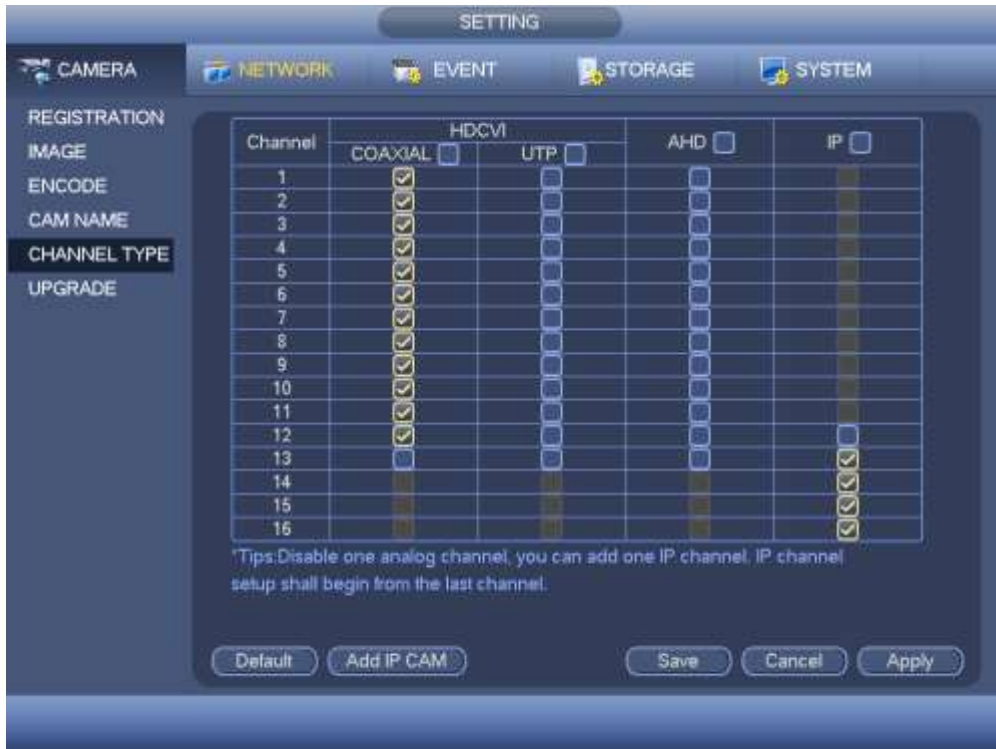 SETTING
CAMERA NETWORK EVENT STORAGE SYSTEM
REGISTRATION
IMAGE
ENCODE
CAM NAME
CHANNEL TYPE
UPGRADE
Channel HDCVI AHD IP
COAXIAL UTP
1
2
3
4
5
6
7
8
9
10
11
12
13
14
15
16
*Tips:Disable one analog channel, you can add one IP channel. IP channel
setup shall begin from the last channel.
Default Add IP CAM Save Cancel Apply